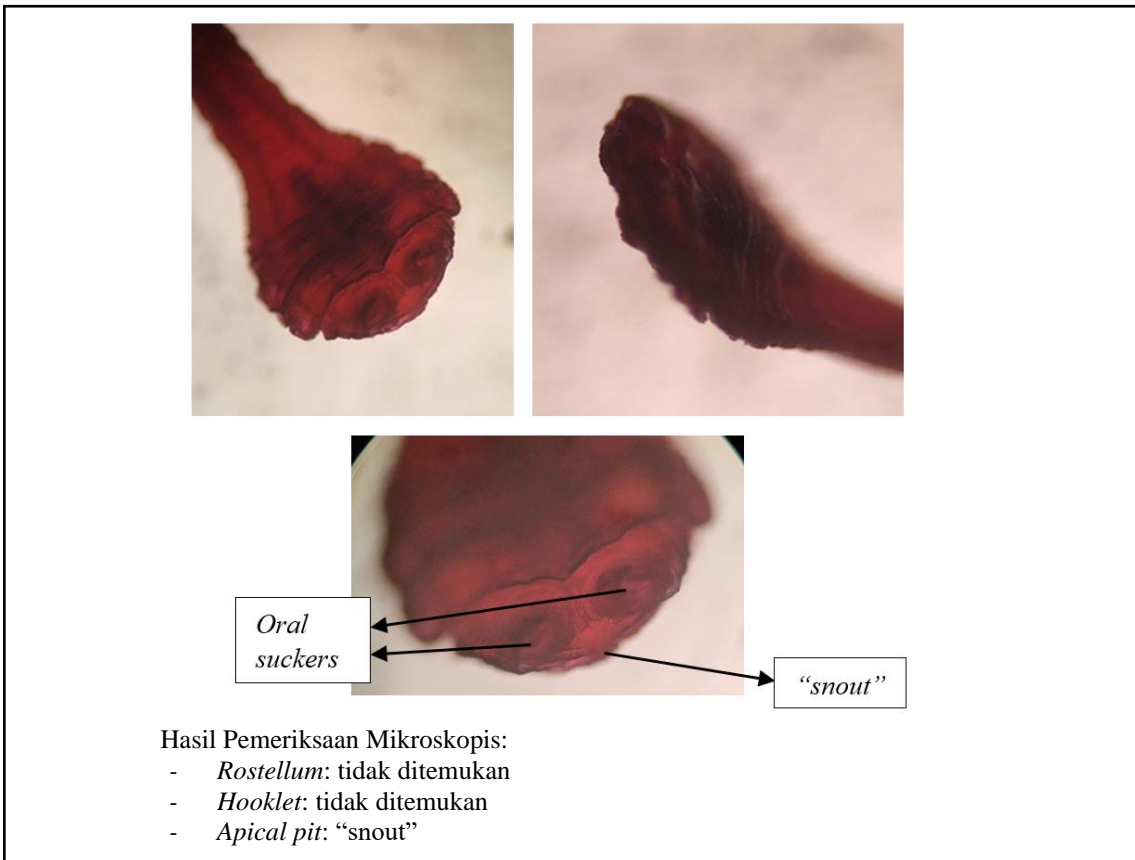 Oral
suckers
“snout”
Hasil Pemeriksaan Mikroskopis:
- Rostellum: tidak ditemukan
- Hooklet: tidak ditemukan
- Apical pit: “snout”